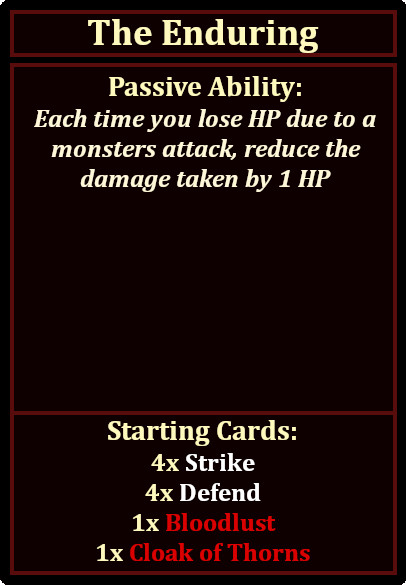 The Enduring
Passive Ability:
Each time you lose HP due to a
monsters attack, reduce the
damage taken by 1 HP
Starting Cards:
4x Strike
4x Defend
1x Bloodlust
1x Cloak of Thorns